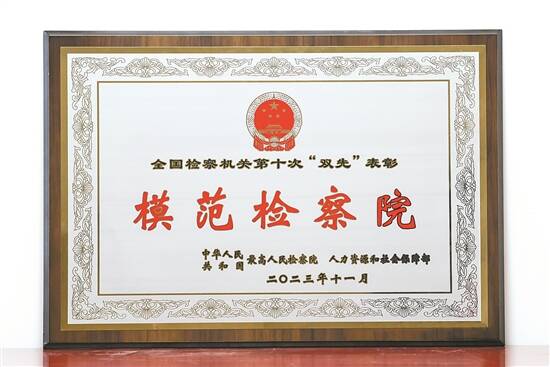 全国检察机关第十次“双先”表彰
模范检察院
中华人民共和国 最高人民检察院 人力资源和社会保障部
二〇二三年十一月